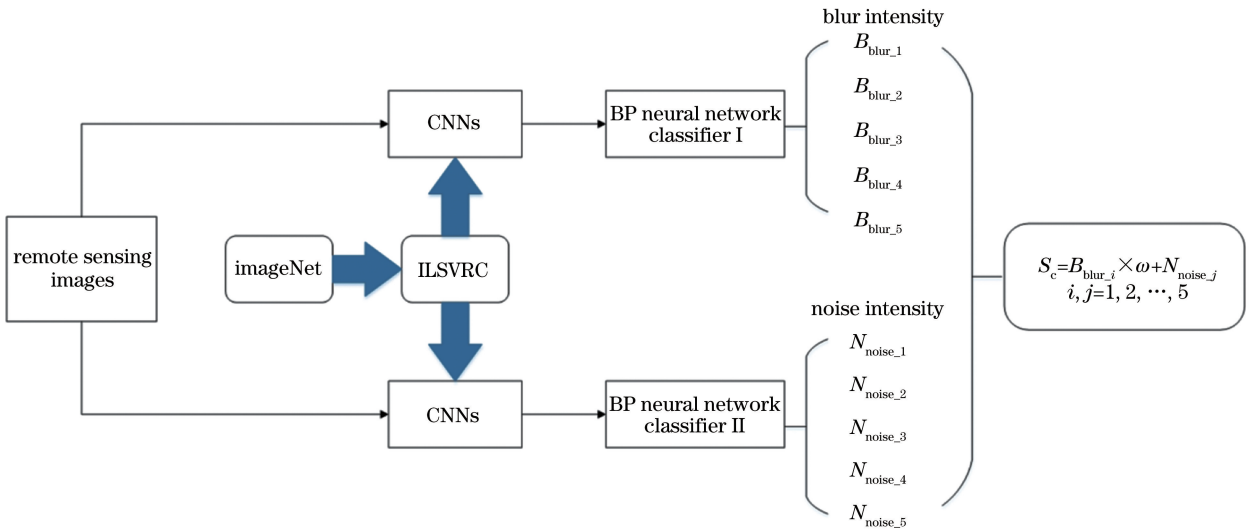 blur intensity
B_blur_1
B_blur_2
B_blur_3
B_blur_4
B_blur_5
CNNs
BP neural network
classifier I
remote sensing
images
imageNet
ILSVRC
S_c=B_blur_i×ω+N_noise_j
i, j=1, 2, ⋯, 5
noise intensity
N_noise_1
N_noise_2
N_noise_3
N_noise_4
N_noise_5
CNNs
BP neural network
classifier II